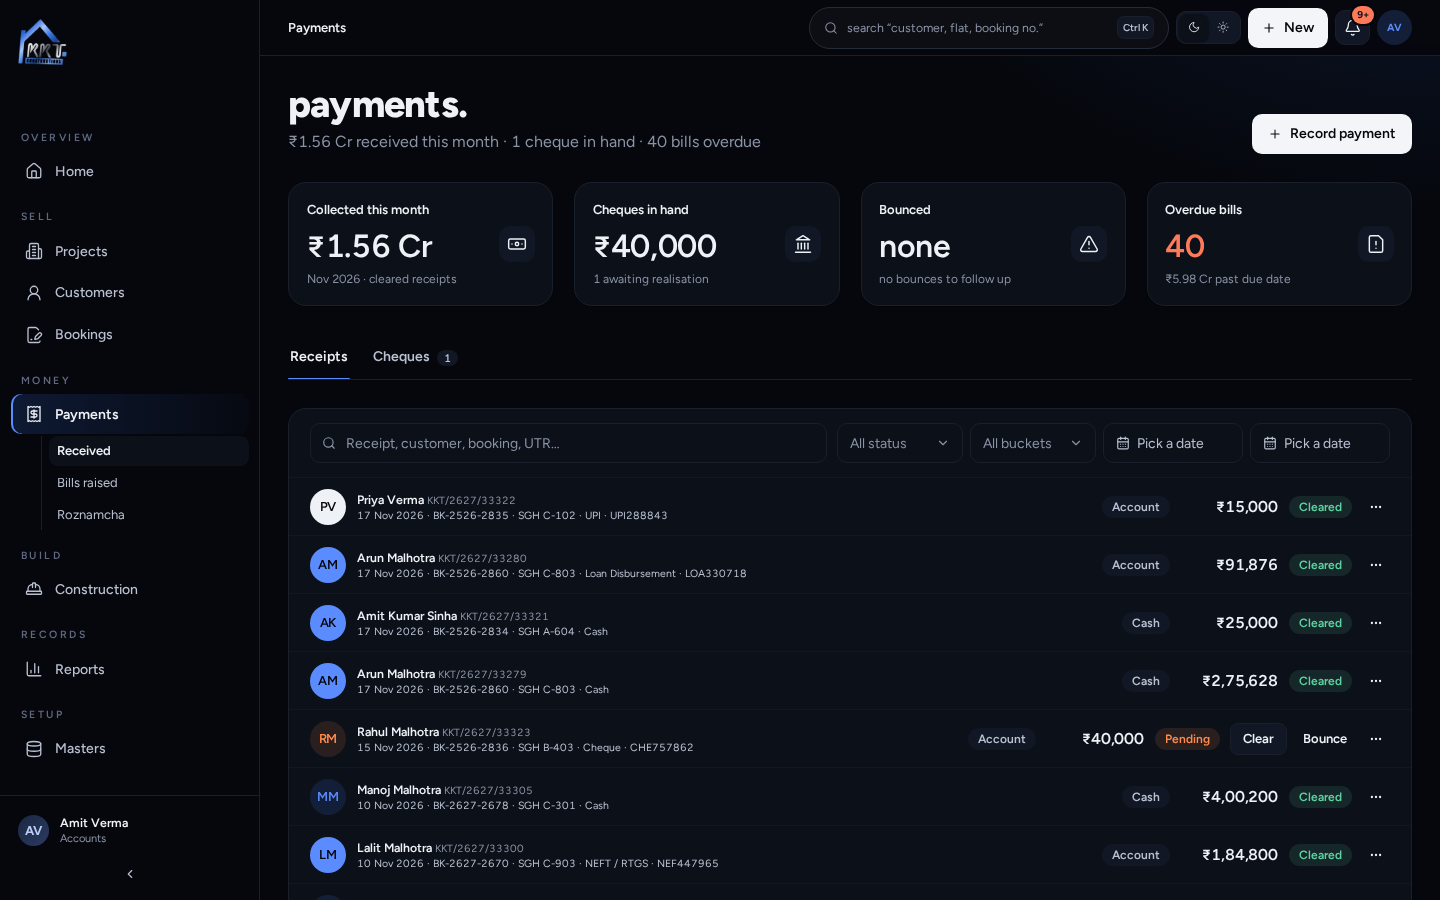 KKT
Payments
search “customer, flat, booking no.”
Ctrl K
New
9+
AV
OVERVIEW
Home
SELL
Projects
Customers
Bookings
MONEY
Payments
Received
Bills raised
Roznamcha
BUILD
Construction
RECORDS
Reports
SETUP
Masters
AV
Amit Verma
Accounts
payments.
₹1.56 Cr received this month · 1 cheque in hand · 40 bills overdue
Record payment
Collected this month
₹1.56 Cr
Nov 2026 · cleared receipts
Cheques in hand
₹40,000
1 awaiting realisation
Bounced
none
no bounces to follow up
Overdue bills
40
₹5.98 Cr past due date
Receipts
Cheques 1
Receipt, customer, booking, UTR...
All status
All buckets
Pick a date
Pick a date
PV
Priya Verma KKT/2627/33322
17 Nov 2026 · BK-2526-2835 · SGH C-102 · UPI · UPI288843
Account ₹15,000 Cleared
AM
Arun Malhotra KKT/2627/33280
17 Nov 2026 · BK-2526-2860 · SGH C-803 · Loan Disbursement · LOA330718
Account ₹91,876 Cleared
AK
Amit Kumar Sinha KKT/2627/33321
17 Nov 2026 · BK-2526-2834 · SGH A-604 · Cash
Cash ₹25,000 Cleared
AM
Arun Malhotra KKT/2627/33279
17 Nov 2026 · BK-2526-2860 · SGH C-803 · Cash
Cash ₹2,75,628 Cleared
RM
Rahul Malhotra KKT/2627/33323
15 Nov 2026 · BK-2526-2836 · SGH B-403 · Cheque · CHE757862
Account ₹40,000 Pending Clear Bounce
MM
Manoj Malhotra KKT/2627/33305
10 Nov 2026 · BK-2627-2678 · SGH C-301 · Cash
Cash ₹4,00,200 Cleared
LM
Lalit Malhotra KKT/2627/33300
10 Nov 2026 · BK-2627-2670 · SGH C-903 · NEFT / RTGS · NEF447965
Account ₹1,84,800 Cleared